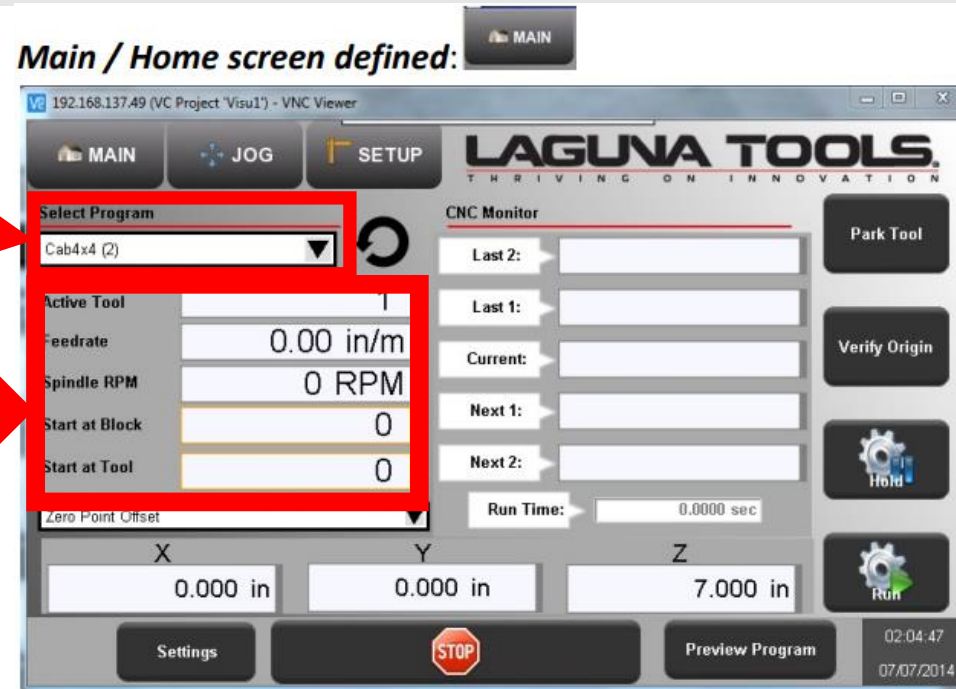 Main / Home screen defined: MAIN
192.168.137.49 (VC Project 'Visu1') - VNC Viewer
MAIN JOG SETUP LAGUNA TOOLS.
THRIVING ON INNOVATION
Select Program
Cab4x4 (2)
Active Tool 1
Feedrate 0.00 in/m
Spindle RPM 0 RPM
Start at Block 0
Start at Tool 0
Zero Point Offset
CNC Monitor
Last 2:
Last 1:
Current:
Next 1:
Next 2:
Run Time: 0.0000 sec
Park Tool
Verify Origin
Hold
Run
X Y Z
0.000 in 0.000 in 7.000 in
Settings STOP Preview Program 02:04:47
07/07/2014